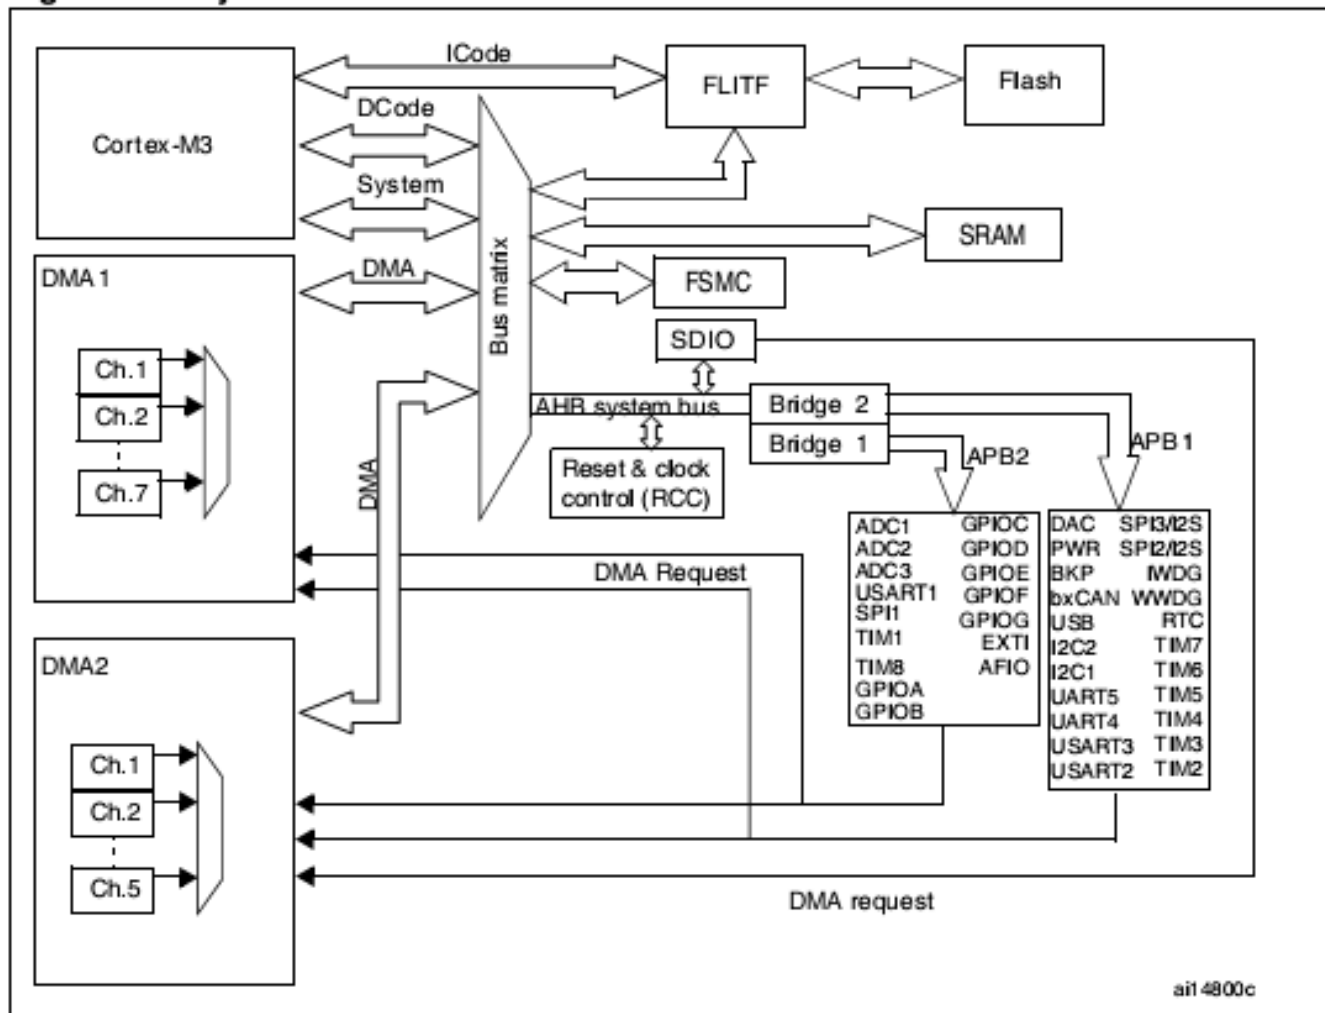 ICode
FLITF
Flash
DCode
Cortex-M3
System
SRAM
DMA 1
DMA
FSMC
Bus matrix
SDIO
Ch.1
Ch.2
Ch.7
AHB system bus
Bridge 2
Bridge 1
APB2
APB1
Reset & clock
control (RCC)
DMA
ADC1 GPIOC
ADC2 GPIOD
ADC3 GPIOE
USART1 GPIOF
SPI1 GPIOG
TIM1 EXTI
TIM8 AFIO
GPIOA
GPIOB
DAC SPI3/I2S
PWR SPI2/I2S
BKP IWDG
bxCAN WWDG
USB RTC
I2C2 TIM7
I2C1 TIM6
UART5 TIM5
UART4 TIM4
USART3 TIM3
USART2 TIM2
DMA Request
DMA2
Ch.1
Ch.2
Ch.5
DMA request
ai14800c